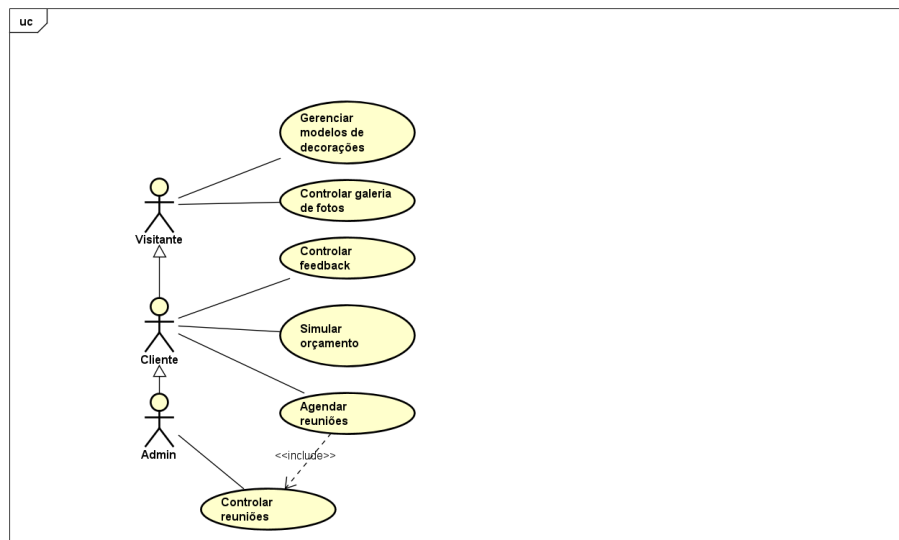 uc
Gerenciar
modelos de
decorações
Controlar galeria
de fotos
Visitante
Controlar
feedback
Simular
orçamento
Cliente
Agendar
reuniões
Admin
<<include>>
Controlar
reuniões